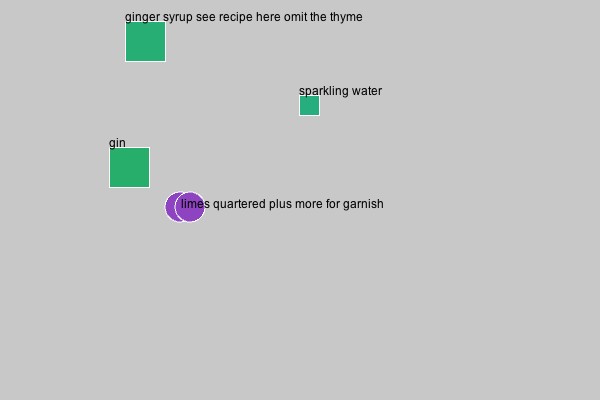 ginger syrup see recipe here omit the thyme
sparkling water
gin
limes quartered plus more for garnish